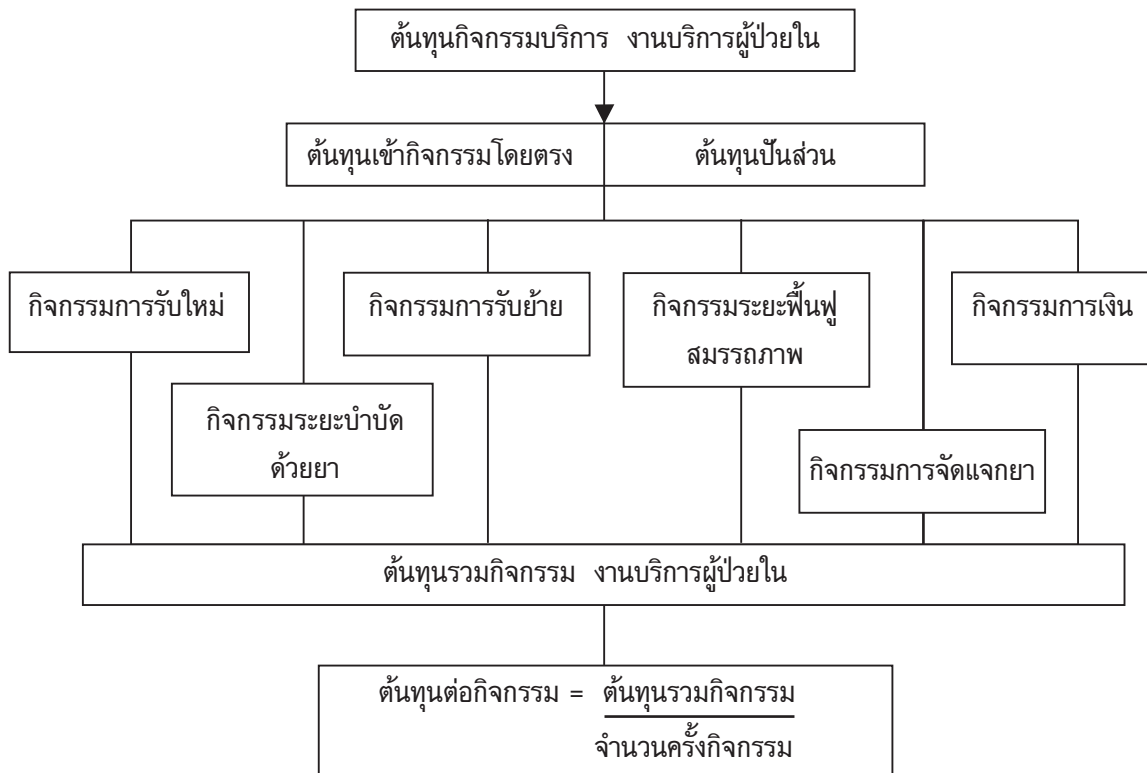 ต้นทุนกิจกรรมบริการ งานบริการผู้ป่วยใน
ต้นทุนเข้ากิจกรรมโดยตรง ต้นทุนปันส่วน
กิจกรรมการรับใหม่
กิจกรรมระยะบำบัด
ด้วยยา
กิจกรรมการรับย้าย
กิจกรรมระยะฟื้นฟู
สมรรถภาพ
กิจกรรมการจัดแจกยา
กิจกรรมการเงิน
ต้นทุนรวมกิจกรรม งานบริการผู้ป่วยใน
ต้นทุนต่อกิจกรรม = ต้นทุนรวมกิจกรรม
จำนวนครั้งกิจกรรม